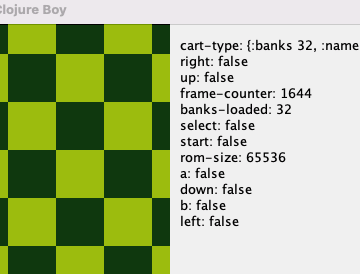 Clojure Boy
cart-type: {:banks 32, :name
right: false
up: false
frame-counter: 1644
banks-loaded: 32
select: false
start: false
rom-size: 65536
a: false
down: false
b: false
left: false